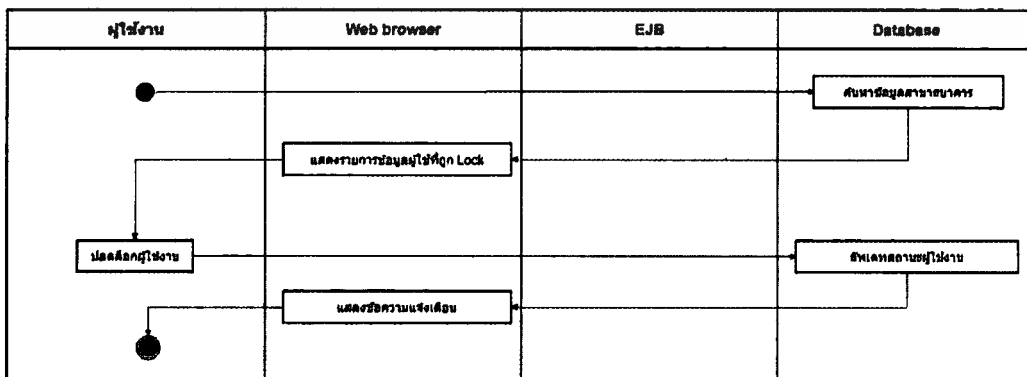 ผู้ใช้งาน
Web browser
EJB
Database
ค้นหาข้อมูลสาขาธนาคาร
แสดงรายการข้อมูลผู้ใช้ที่ถูก Lock
ปลดล็อกผู้ใช้งาน
อัพเดทสถานะผู้ใช้งาน
แสดงข้อความแจ้งเตือน